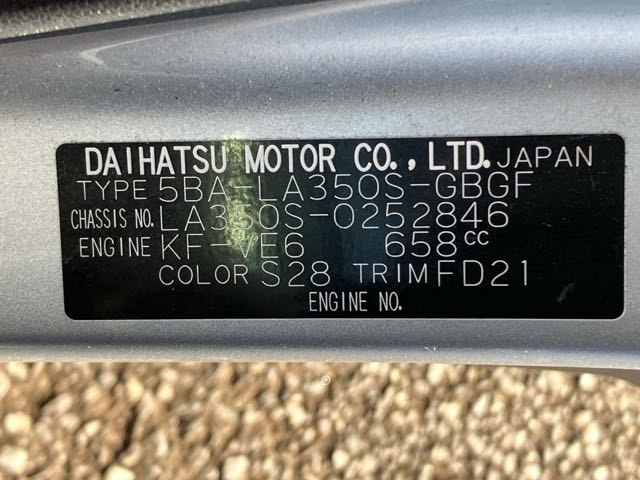 DAIHATSU MOTOR CO., LTD. JAPAN
TYPE 5BA-LA350S-GBGF
CHASSIS NO. LA350S-0252846
ENGINE KF-VE6 658cc
COLOR S28 TRIM FD21
ENGINE NO.